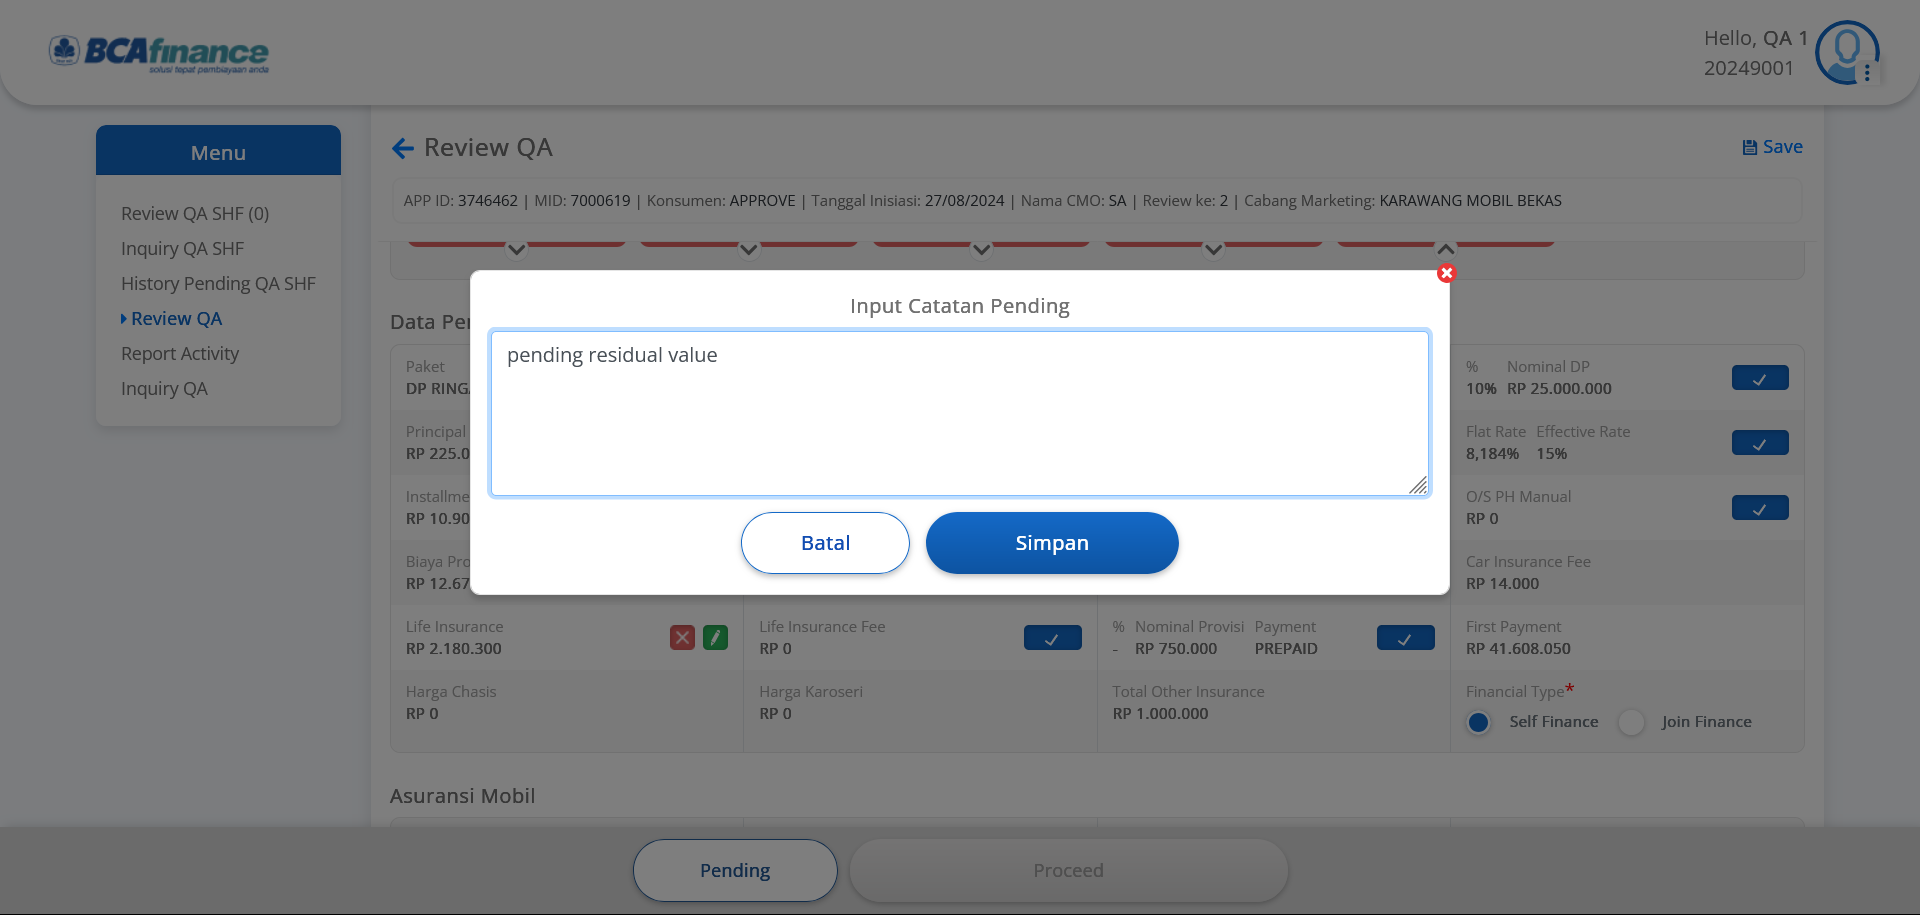 BCAfinance
solusi tepat pembiayaan anda
Hello, QA 1
20249001
Menu
Review QA SHF (0)
Inquiry QA SHF
History Pending QA SHF
Review QA
Report Activity
Inquiry QA
Review QA
Save
APP ID: 3746462 | MID: 7000619 | Konsumen: APPROVE | Tanggal Inisiasi: 27/08/2024 | Nama CMO: SA | Review ke: 2 | Cabang Marketing: KARAWANG MOBIL BEKAS
Input Catatan Pending
pending residual value
Batal
Simpan
Data Pe
Paket
DP RING
% Nominal DP
10% RP 25.000.000
Principal
RP 225.0
Flat Rate Effective Rate
8,184% 15%
Installme
RP 10.90
O/S PH Manual
RP 0
Biaya Pro
RP 12.67
Car Insurance Fee
RP 14.000
Life Insurance
RP 2.180.300
Life Insurance Fee
RP 0
% Nominal Provisi Payment
- RP 750.000 PREPAID
First Payment
RP 41.608.050
Harga Chasis
RP 0
Harga Karoseri
RP 0
Total Other Insurance
RP 1.000.000
Financial Type*
Self Finance Join Finance
Asuransi Mobil
Pending
Proceed